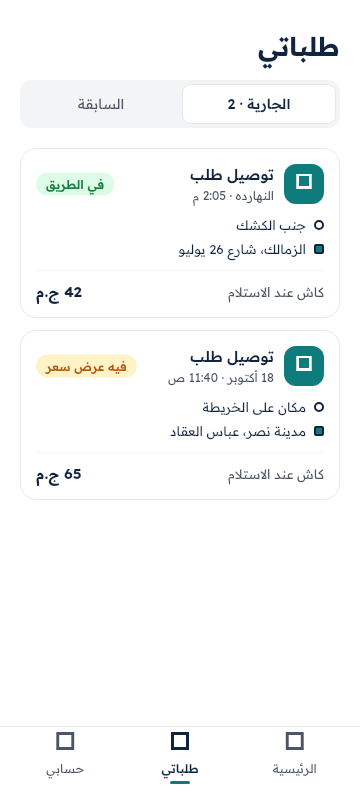 طلباتي
الجارية · 2
السابقة
توصيل طلب
في الطريق
النهارده · 2:05 م
جنب الكشك
الزمالك، شارع 26 يوليو
كاش عند الاستلام
42 ج.م
توصيل طلب
فيه عرض سعر
18 أكتوبر · 11:40 ص
مكان على الخريطة
مدينة نصر، عباس العقاد
كاش عند الاستلام
65 ج.م
الرئيسية
طلباتي
حسابي